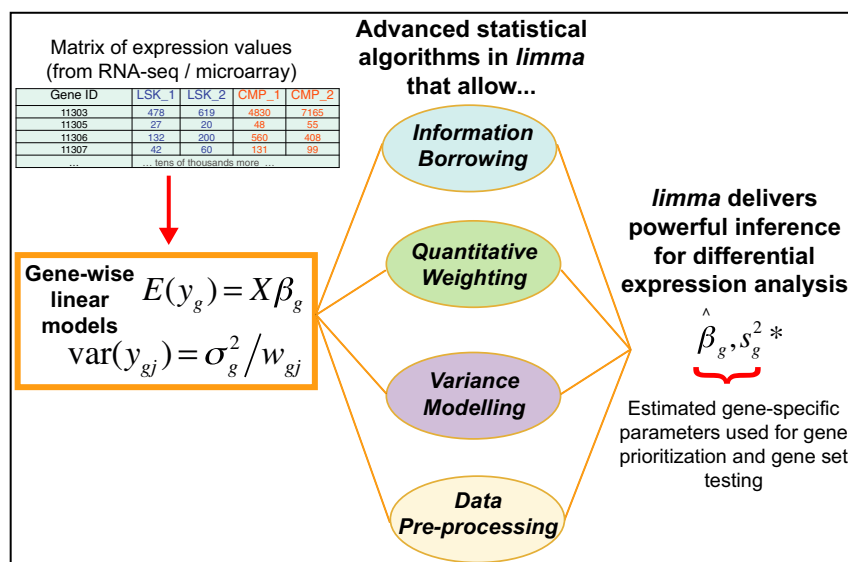 Matrix of expression values
(from RNA-seq / microarray)
Gene ID LSK_1 LSK_2 CMP_1 CMP_2
11303 478 619 4830 7165
11305 27 20 48 55
11306 132 200 560 408
11307 42 60 131 99
... ... tens of thousands more ...
Gene-wise
linear
models
E(y_g) = Xβ_g
var(y_gj) = σ_g^2/w_gj
Advanced statistical
algorithms in limma
that allow...
Information
Borrowing
Quantitative
Weighting
Variance
Modelling
Data
Pre-processing
limma delivers
powerful inference
for differential
expression analysis
β̂_g, s_g^2 *
Estimated gene-specific
parameters used for gene
prioritization and gene set
testing